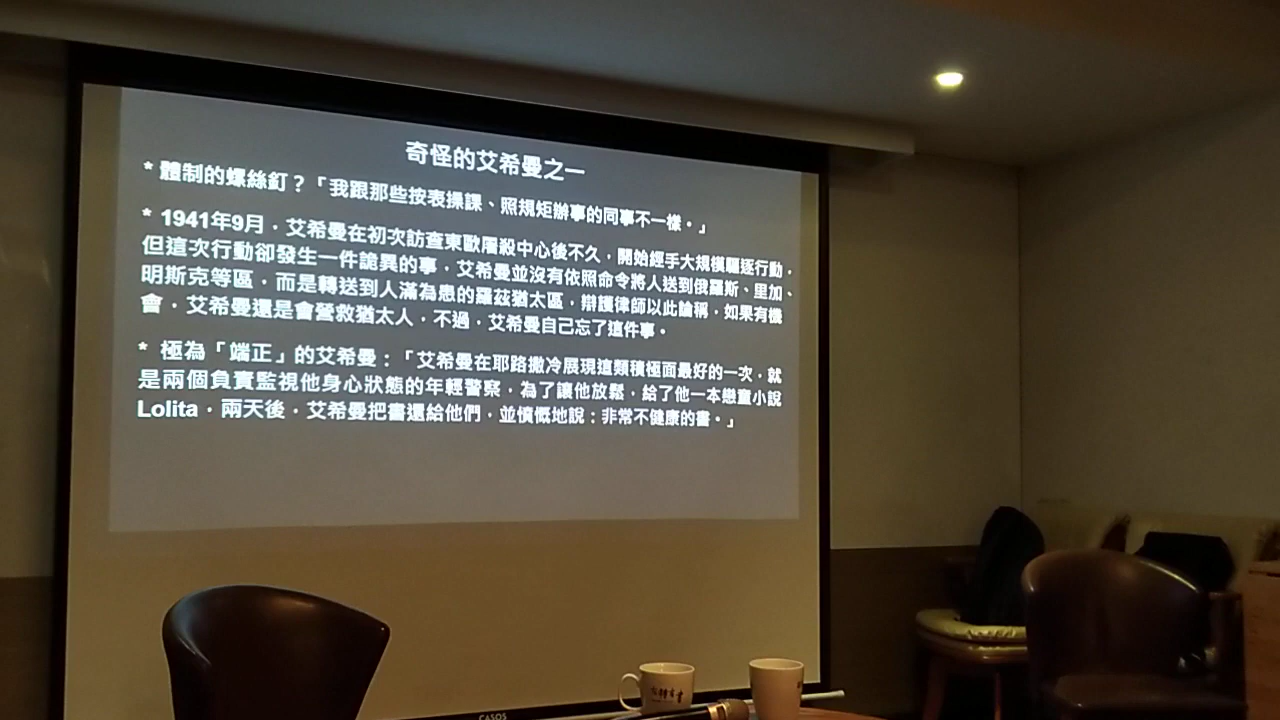 奇怪的艾希曼之一
* 體制的螺絲釘?「我跟那些按表操課、照規矩辦事的同事不一樣。」
* 1941年9月,艾希曼在初次訪查東歐屠殺中心後不久,開始經手大規模驅逐行動,
但這次行動卻發生一件詭異的事,艾希曼並沒有依照命令將人送到俄羅斯、里加、
明斯克等區,而是轉送到人滿為患的羅茲猶太區,辯護律師以此論稱,如果有機
會,艾希曼還是會營救猶太人,不過,艾希曼自己忘了這件事。
* 極為「端正」的艾希曼:「艾希曼在耶路撒冷展現這類積極面最好的一次,就
是兩個負責監視他身心狀態的年輕警察,為了讓他放鬆,給了他一本戀童小說
Lolita,兩天後,艾希曼把書還給他們,並憤慨地說:非常不健康的書。」
CASOS